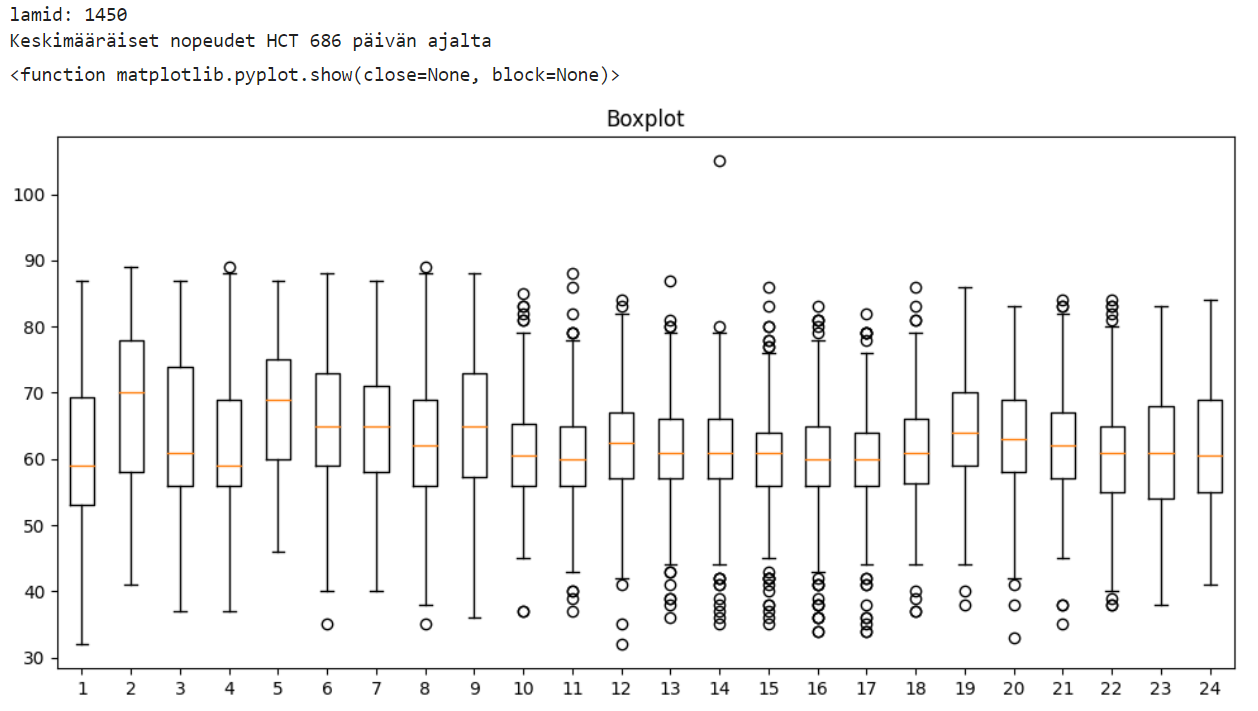 lamid: 1450
Keskimääräiset nopeudet HCT 686 päivän ajalta
<function matplotlib.pyplot.show(close=None, block=None)>
Boxplot
100
90
80
70
60
50
40
30
1 2 3 4 5 6 7 8 9 10 11 12 13 14 15 16 17 18 19 20 21 22 23 24